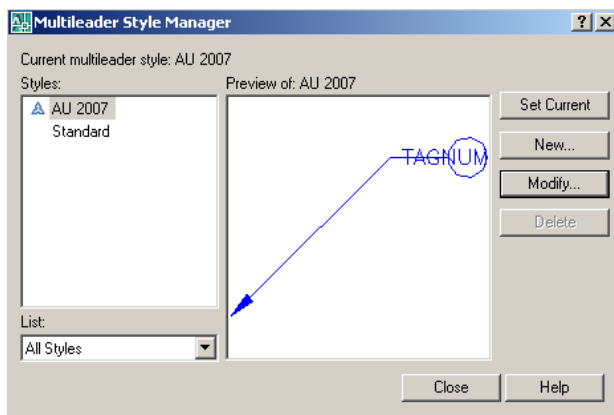 Multileader Style Manager
Current multileader style: AU 2007
Styles:
Preview of: AU 2007
AU 2007
Standard
TAGNUM
Set Current
New...
Modify...
Delete
List:
All Styles
Close
Help